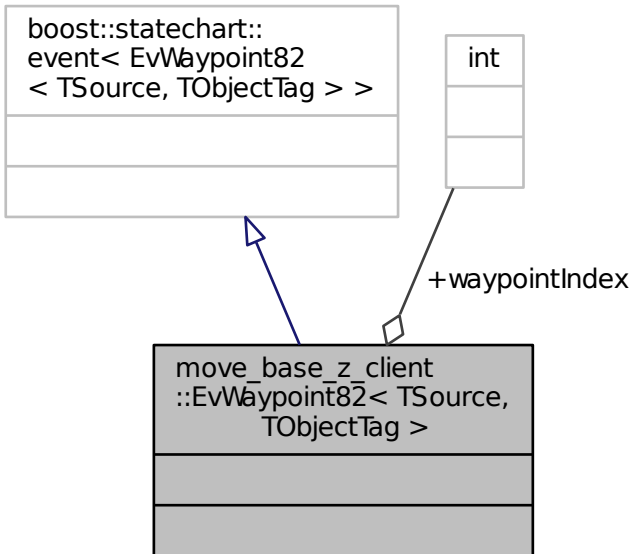 boost::statechart::
event< EvWaypoint82
< TSource, TObjectTag > >
int
+waypointIndex
move_base_z_client
::EvWaypoint82< TSource,
TObjectTag >